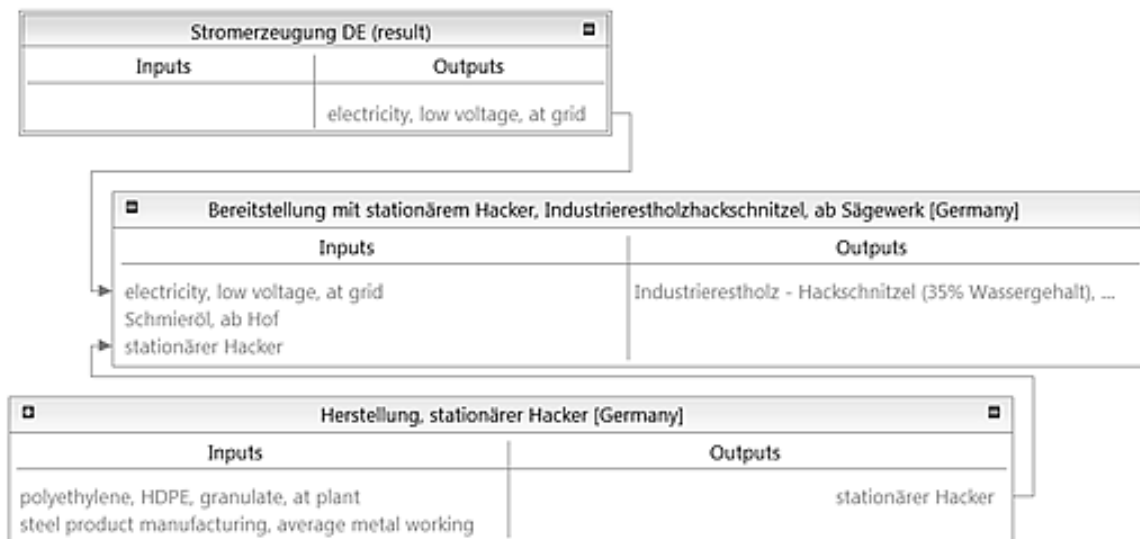 Stromerzeugung DE (result)
Inputs Outputs
electricity, low voltage, at grid
Bereitstellung mit stationärem Hacker, Industrierestholzhackschnitzel, ab Sägewerk [Germany]
Inputs Outputs
electricity, low voltage, at grid Industrierestholz - Hackschnitzel (35% Wassergehalt), ...
Schmieröl, ab Hof
stationärer Hacker
Herstellung, stationärer Hacker [Germany]
Inputs Outputs
polyethylene, HDPE, granulate, at plant stationärer Hacker
steel product manufacturing, average metal working